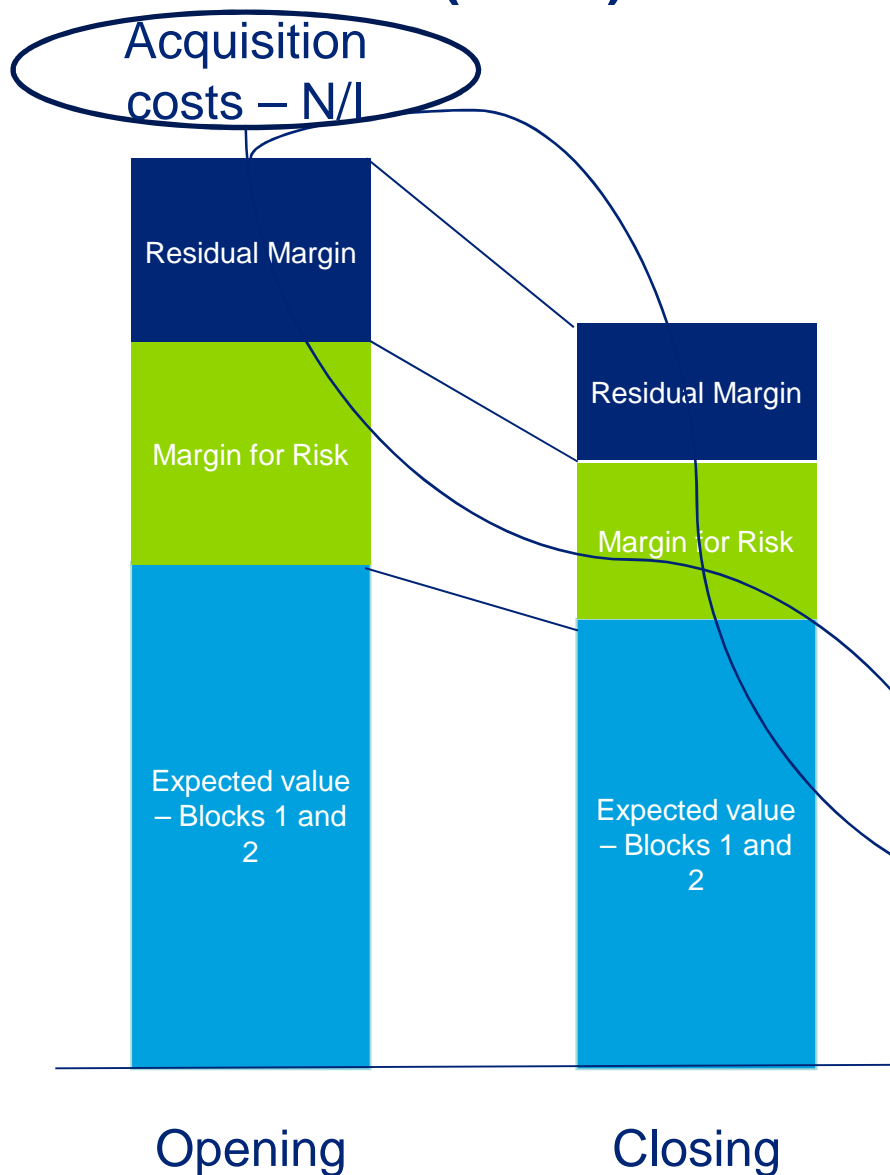 Acquisition
costs – N/I
Residual Margin
Margin for Risk
Expected value
– Blocks 1 and
2
Residual Margin
Margin for Risk
Expected value
– Blocks 1 and
2
Opening
Closing